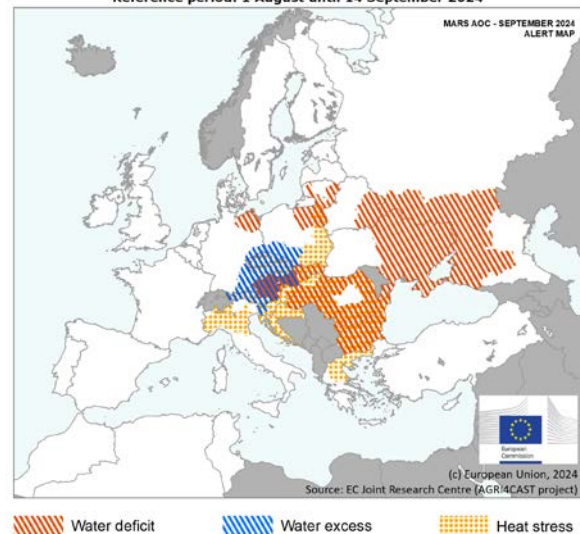 Reference period: 1 August until 14 September 2024
MARS AOC - SEPTEMBER 2024
ALERT MAP
European
Commission
(c) European Union, 2024
Source: EC Joint Research Centre (AGRI4CAST project)
Water deficit
Water excess
Heat stress